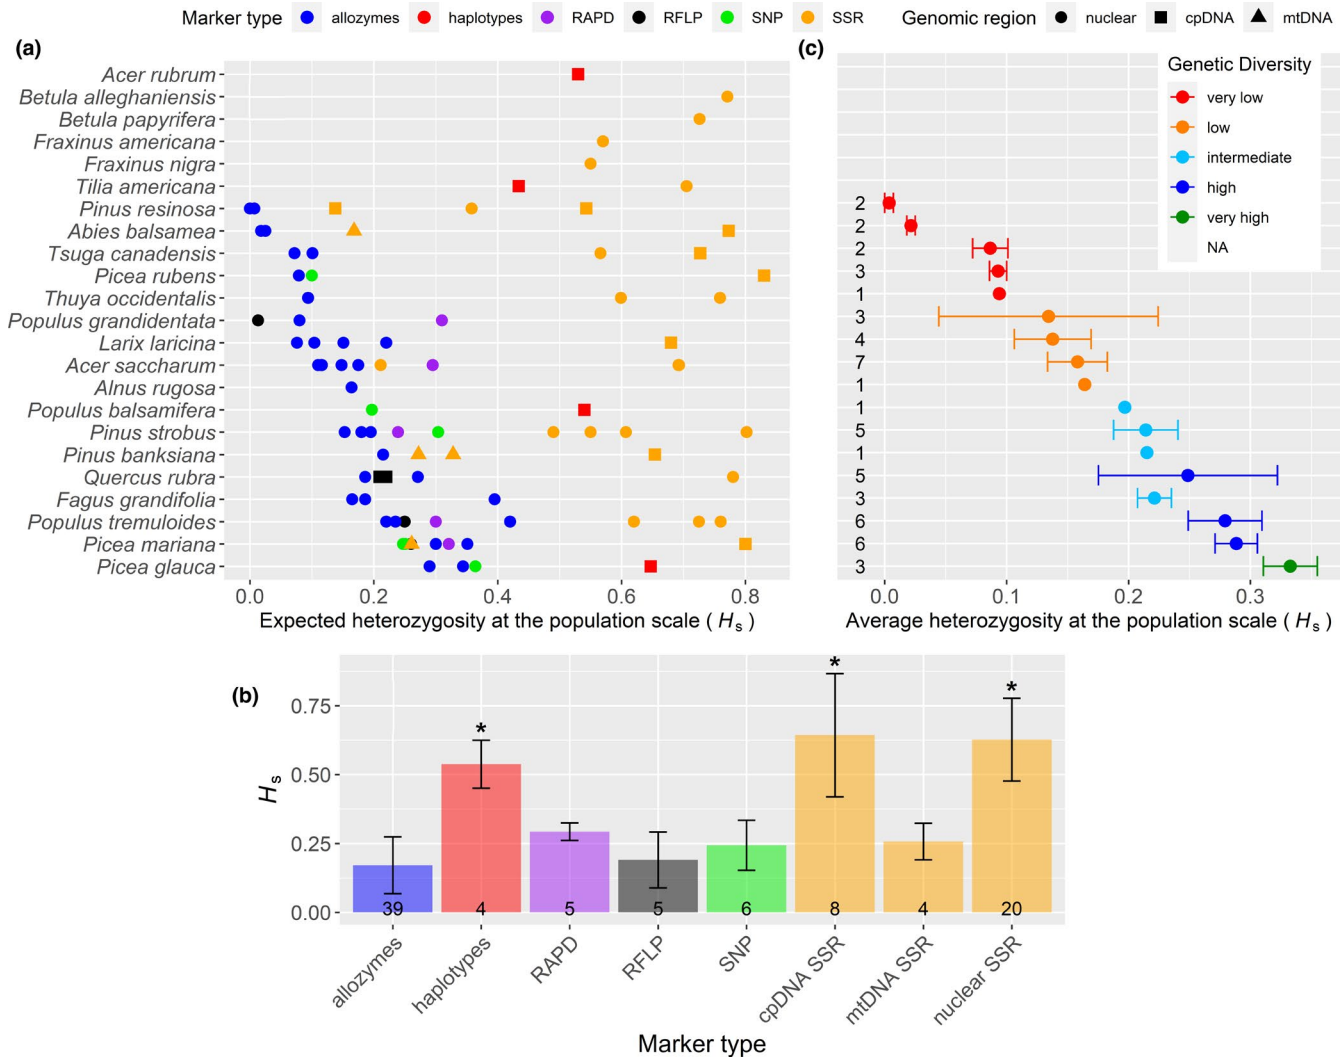 Marker type allozymes haplotypes RAPD RFLP SNP SSR Genomic region nuclear cpDNA mtDNA
(a)
Acer rubrum
Betula alleghaniensis
Betula papyrifera
Fraxinus americana
Fraxinus nigra
Tilia americana
Pinus resinosa
Abies balsamea
Tsuga canadensis
Picea rubens
Thuya occidentalis
Populus grandidentata
Larix laricina
Acer saccharum
Alnus rugosa
Populus balsamifera
Pinus strobus
Pinus banksiana
Quercus rubra
Fagus grandifolia
Populus tremuloides
Picea mariana
Picea glauca
0.0 0.2 0.4 0.6 0.8
Expected heterozygosity at the population scale ( Hs )
(c)
Genetic Diversity
very low
low
intermediate
high
very high
NA
2
2
2
3
1
3
4
7
1
1
5
1
5
3
6
6
3
0.0 0.1 0.2 0.3
Average heterozygosity at the population scale ( Hs )
(b)
Hs
0.75
0.50
0.25
0.00
* * *
39 4 5 5 6 8 4 20
allozymes
haplotypes
RAPD
RFLP
SNP
cpDNA SSR
mtDNA SSR
nuclear SSR
Marker type